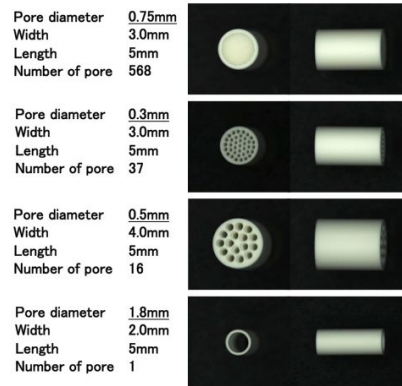 Pore diameter 0.75mm
Width 3.0mm
Length 5mm
Number of pore 568
Pore diameter 0.3mm
Width 3.0mm
Length 5mm
Number of pore 37
Pore diameter 0.5mm
Width 4.0mm
Length 5mm
Number of pore 16
Pore diameter 1.8mm
Width 2.0mm
Length 5mm
Number of pore 1